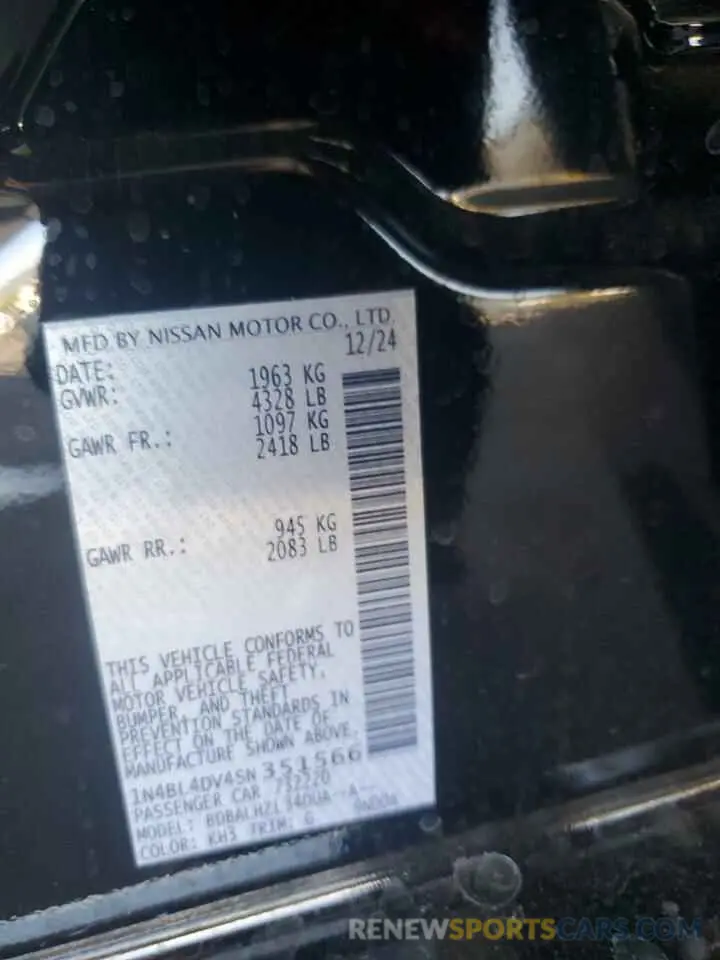 MFD BY NISSAN MOTOR CO., LTD.
DATE: 12/24
GVWR: 1963 KG
4328 LB
GAWR FR.: 1097 KG
2418 LB
GAWR RR.: 945 KG
2083 LB
THIS VEHICLE CONFORMS TO
ALL APPLICABLE FEDERAL
MOTOR VEHICLE SAFETY,
BUMPER, AND THEFT
PREVENTION STANDARDS IN
EFFECT ON THE DATE OF
MANUFACTURE SHOWN ABOVE.
1N4BL4DV4SN351566
PASSENGER CAR 732220
MODEL:
COLOR: KH3 TRIM: G
RENEWSPORTSCARS.COM